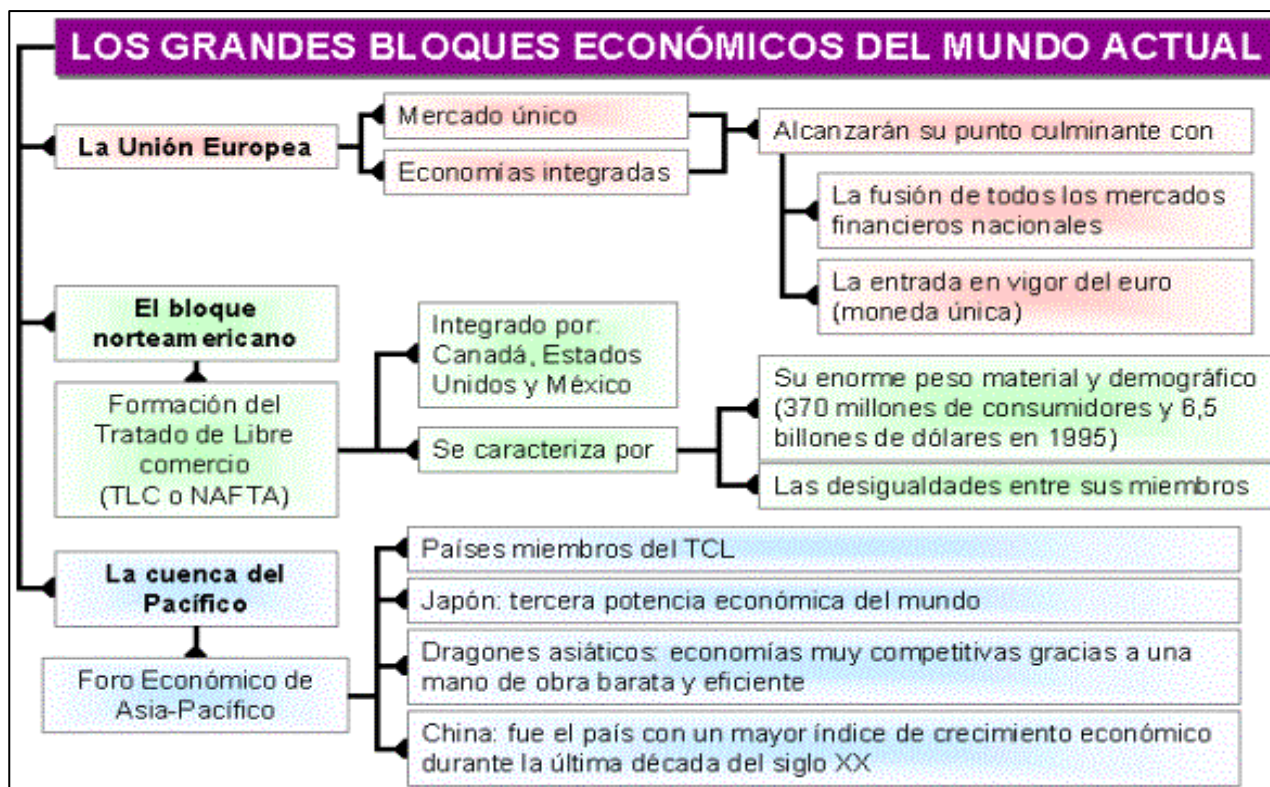 LOS GRANDES BLOQUES ECONÓMICOS DEL MUNDO ACTUAL
La Unión Europea
Mercado único
Economías integradas
Alcanzarán su punto culminante con
La fusión de todos los mercados
financieros nacionales
La entrada en vigor del euro
(moneda única)
El bloque
norteamericano
Formación del
Tratado de Libre
comercio
(TLC o NAFTA)
Integrado por:
Canadá, Estados
Unidos y México
Se caracteriza por
Su enorme peso material y demográfico
(370 millones de consumidores y 6,5
billones de dólares en 1995)
Las desigualdades entre sus miembros
La cuenca del
Pacífico
Foro Económico de
Asia-Pacífico
Países miembros del TCL
Japón: tercera potencia económica del mundo
Dragones asiáticos: economías muy competitivas gracias a una
mano de obra barata y eficiente
China: fue el país con un mayor índice de crecimiento económico
durante la última década del siglo XX